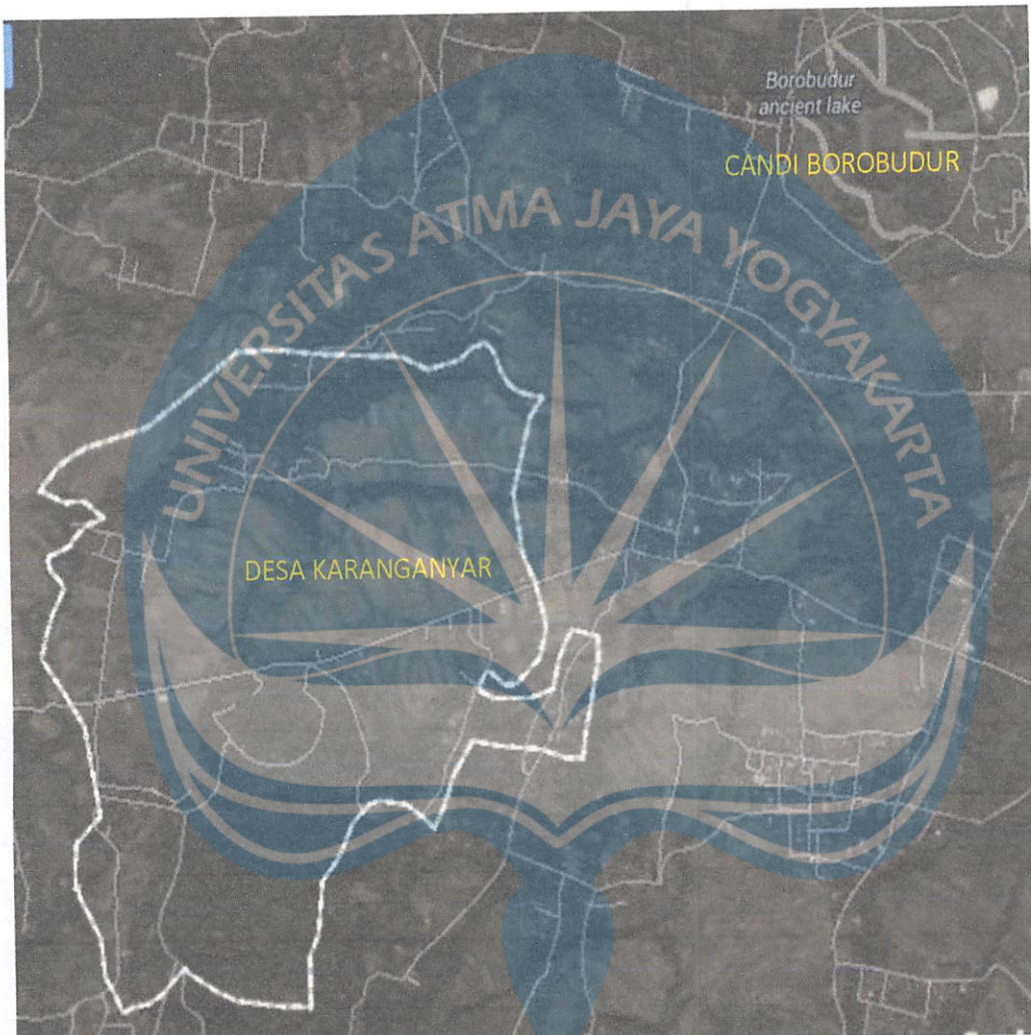 Borobudur
ancient lake
CANDI BOROBUDUR
UNIVERSITAS ATMA JAYA YOGYAKARTA
DESA KARANGANYAR